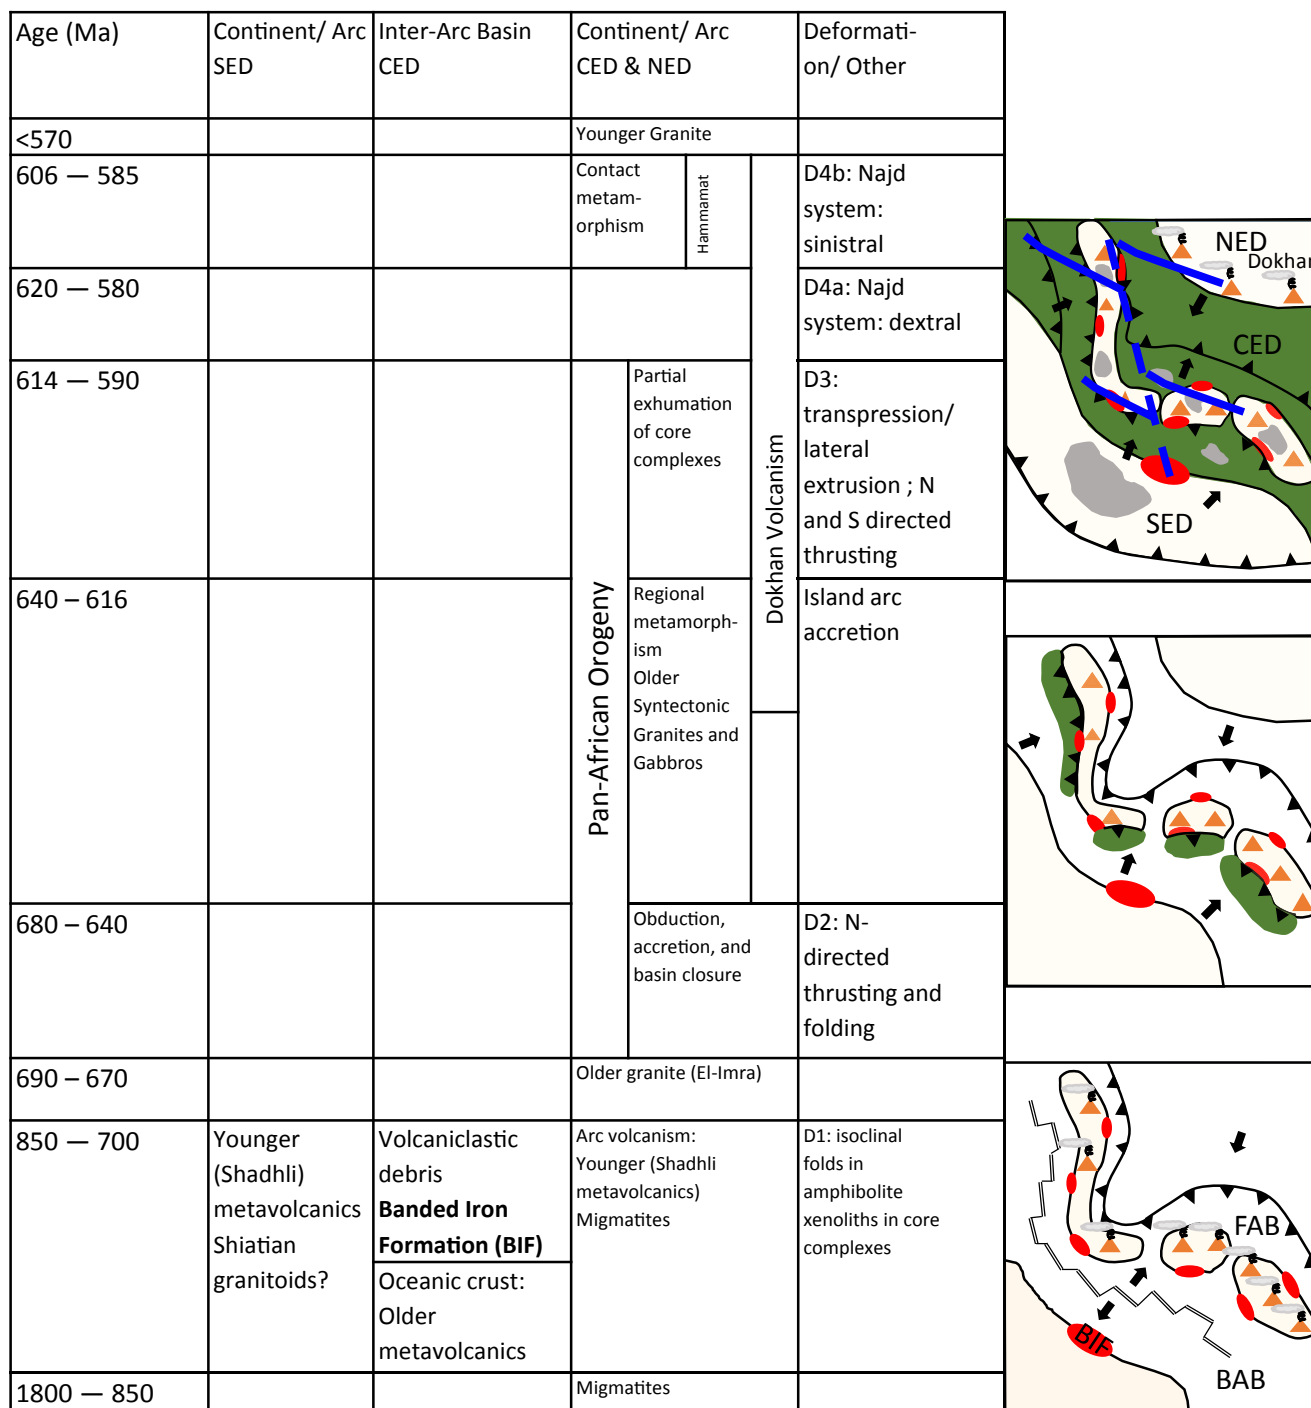 Age (Ma)
Continent/ Arc
SED
Inter-Arc Basin
CED
Continent/ Arc
CED & NED
Deformati-
on/ Other
<570
Younger Granite
606 — 585
Contact
metam-
orphism
Hammamat
D4b: Najd
system:
sinistral
620 — 580
D4a: Najd
system: dextral
614 — 590
Partial
exhumation
of core
complexes
D3:
transpression/
lateral
extrusion ; N
and S directed
thrusting
Dokhan Volcanism
Pan-African Orogeny
640 – 616
Regional
metamorph-
ism
Older
Syntectonic
Granites and
Gabbros
Island arc
accretion
680 – 640
Obduction,
accretion, and
basin closure
D2: N-
directed
thrusting and
folding
690 – 670
Older granite (El-Imra)
850 — 700
Younger
(Shadhli)
metavolcanics
Shiatian
granitoids?
Volcaniclastic
debris
Banded Iron
Formation (BIF)
Oceanic crust:
Older
metavolcanics
Arc volcanism:
Younger (Shadhli
metavolcanics)
Migmatites
D1: isoclinal
folds in
amphibolite
xenoliths in core
complexes
1800 — 850
Migmatites
NED
Dokhan
CED
SED
FAB
BIF
BAB